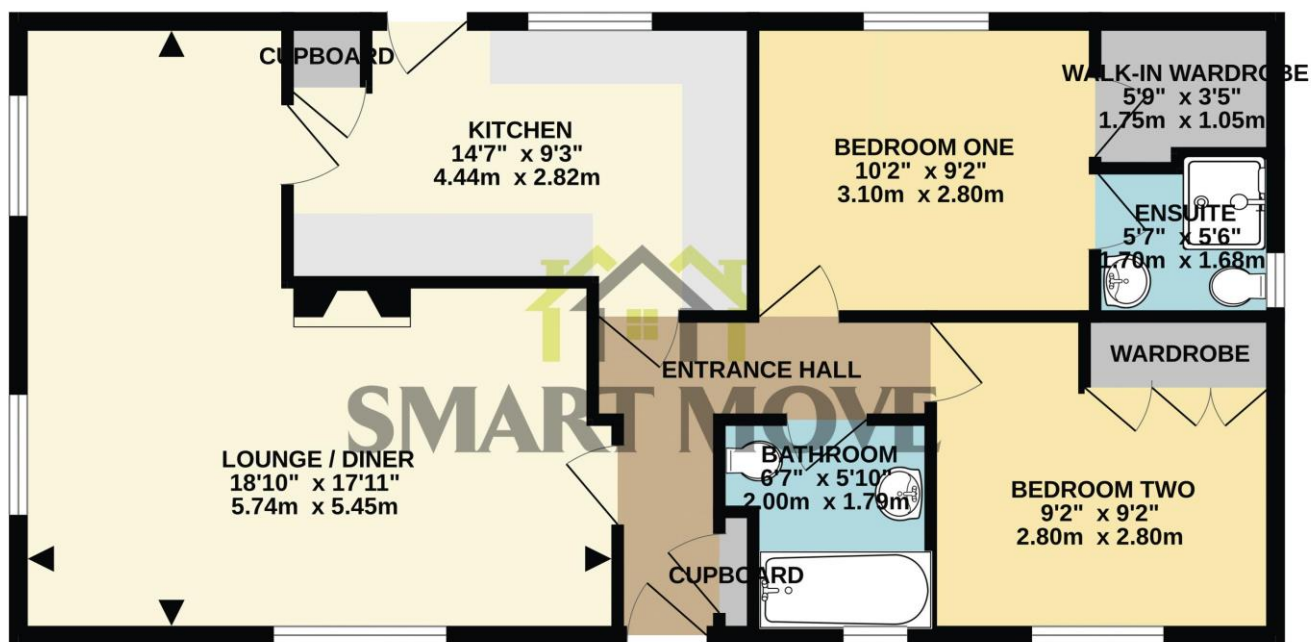 CUPBOARD
KITCHEN
14'7" x 9'3"
4.44m x 2.82m
BEDROOM ONE
10'2" x 9'2"
3.10m x 2.80m
WALK-IN WARDROBE
5'9" x 3'5"
1.75m x 1.05m
ENSUITE
5'7" x 5'6"
1.70m x 1.68m
ENTRANCE HALL
WARDROBE
SMART MOVE
LOUNGE / DINER
18'10" x 17'11"
5.74m x 5.45m
BATHROOM
6'7" x 5'10"
2.00m x 1.79m
BEDROOM TWO
9'2" x 9'2"
2.80m x 2.80m
CUPBOARD